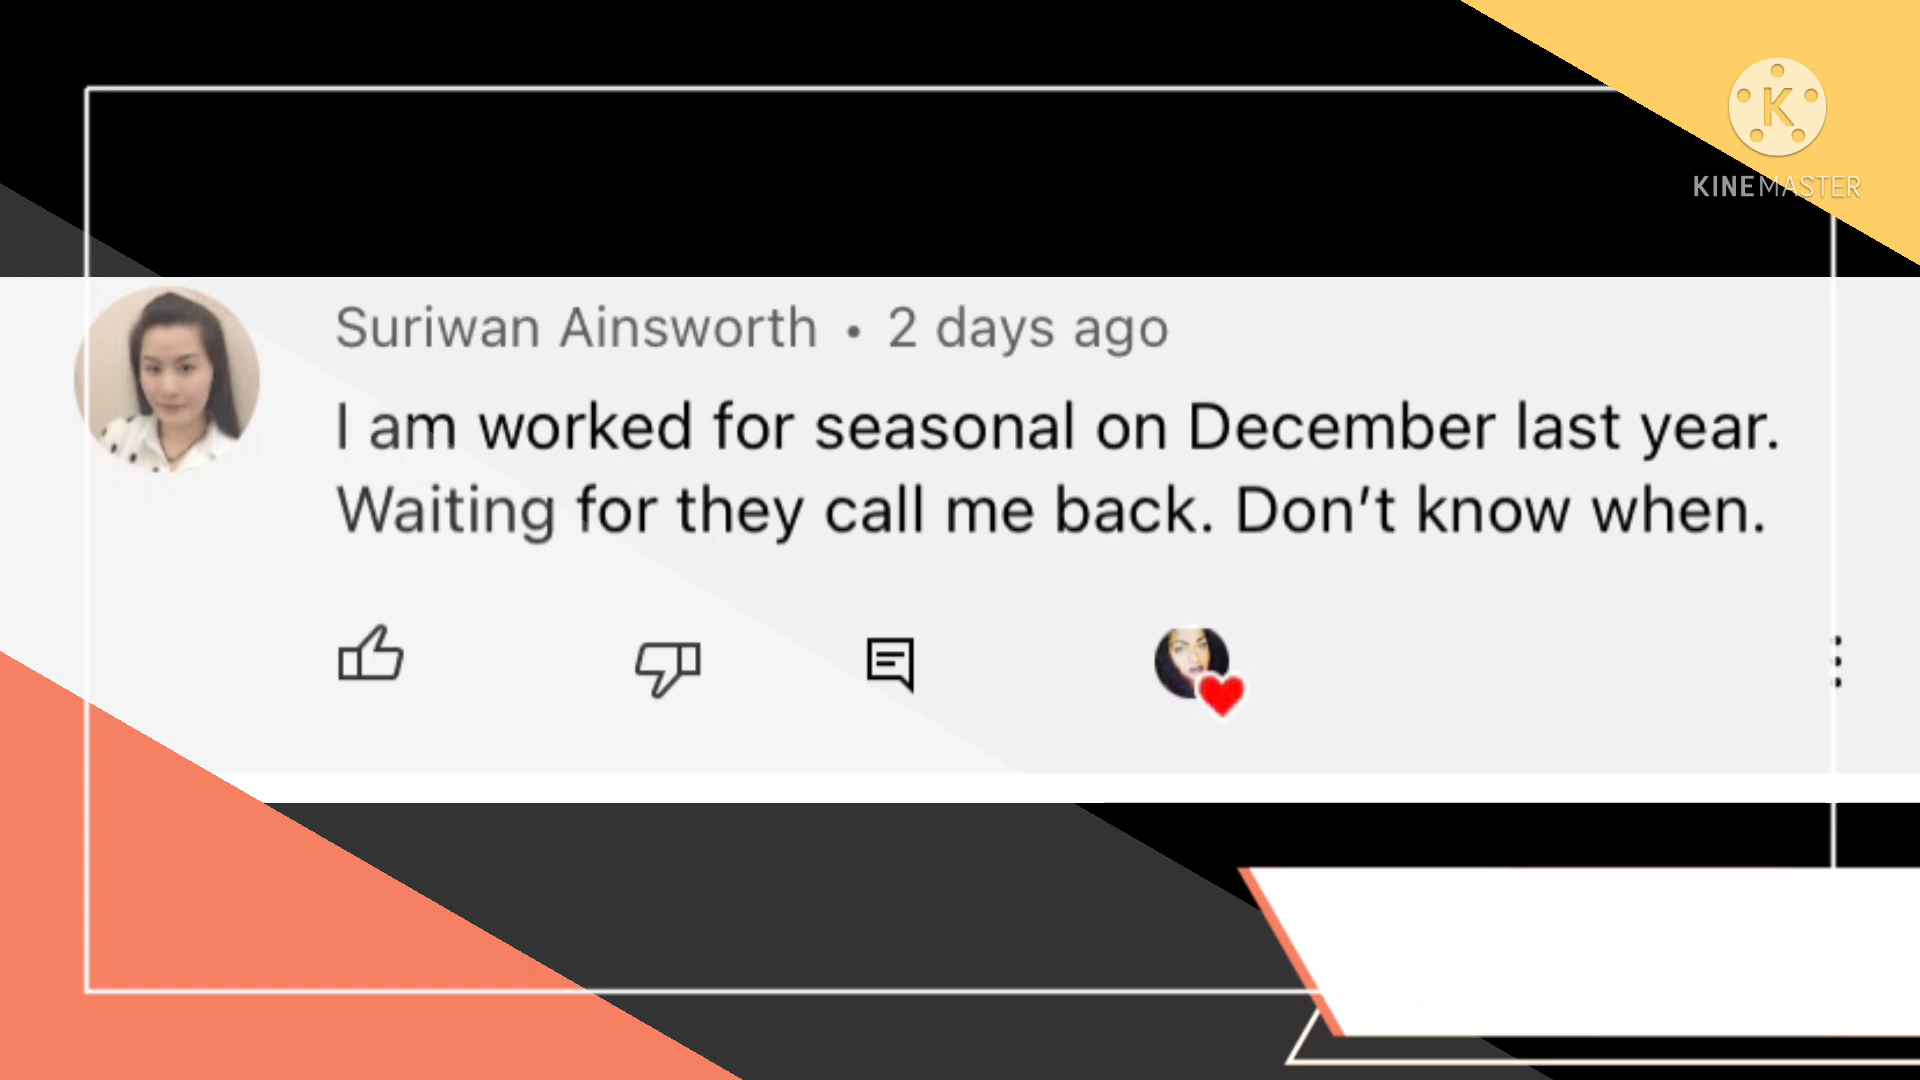 K
KINEMASTER
Suriwan Ainsworth • 2 days ago
I am worked for seasonal on December last year.
Waiting for they call me back. Don’t know when.